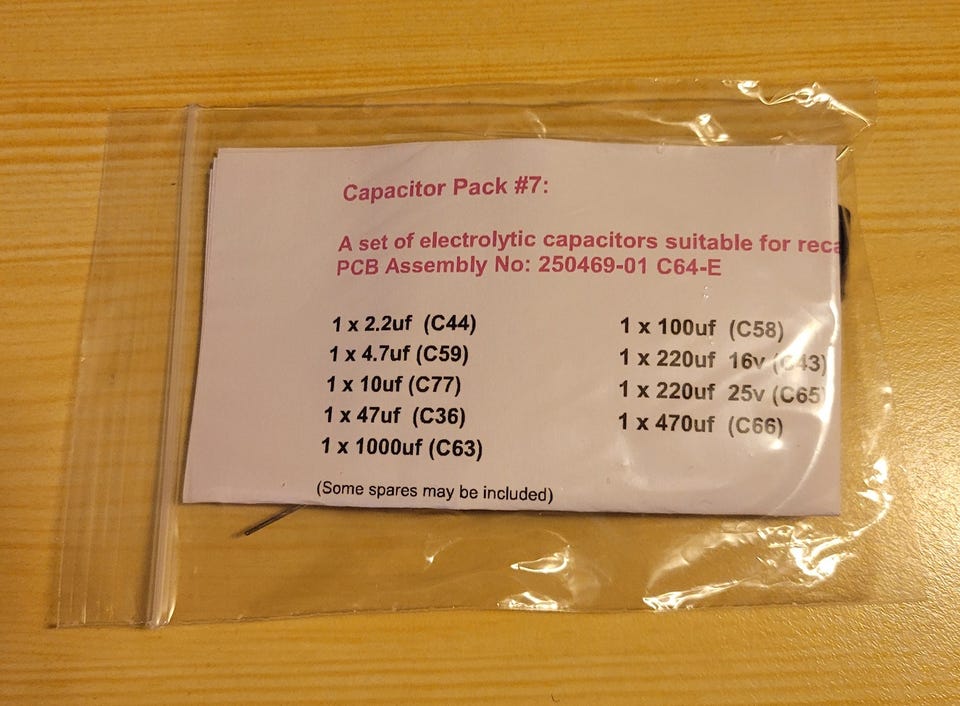 Capacitor Pack #7:
A set of electrolytic capacitors suitable for
PCB Assembly No: 250469-01 C64-E
1 x 2.2uf (C44)
1 x 4.7uf (C59)
1 x 10uf (C77)
1 x 47uf (C36)
1 x 1000uf (C63)
1 x 100uf (C58)
1 x 220uf 16v (C43)
1 x 220uf 25v (C65)
1 x 470uf (C66)
(Some spares may be included)